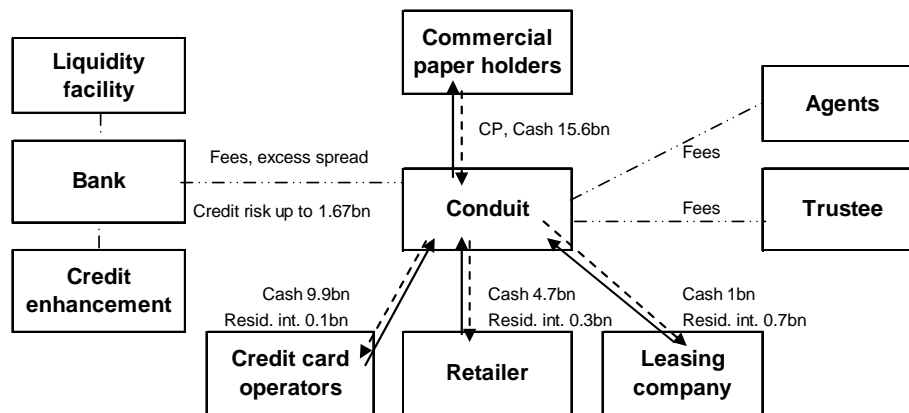 Commercial
paper holders
Liquidity
facility
Agents
CP, Cash 15.6bn
Fees, excess spread
Fees
Bank
Conduit
Fees
Trustee
Credit risk up to 1.67bn
Credit
enhancement
Cash 9.9bn
Resid. int. 0.1bn
Cash 4.7bn
Resid. int. 0.3bn
Cash 1bn
Resid. int. 0.7bn
Credit card
operators
Retailer
Leasing
company